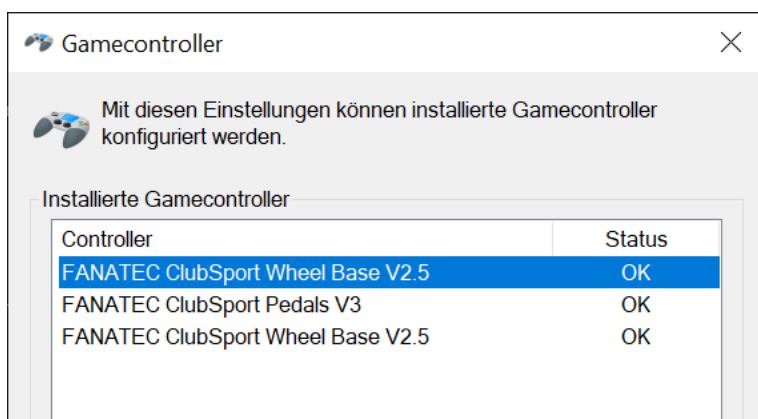 Gamecontroller
Mit diesen Einstellungen können installierte Gamecontroller
konfiguriert werden.
Installierte Gamecontroller
Controller Status
FANATEC ClubSport Wheel Base V2.5 OK
FANATEC ClubSport Pedals V3 OK
FANATEC ClubSport Wheel Base V2.5 OK